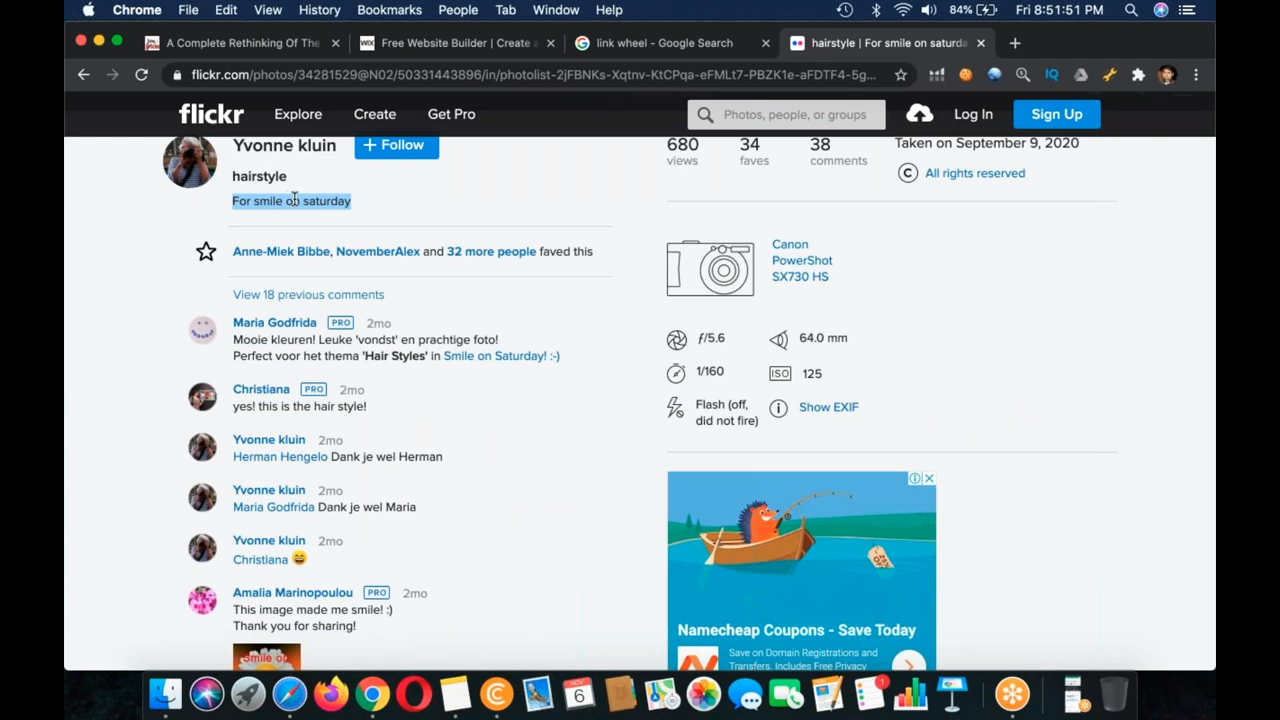 Chrome File Edit View History Bookmarks People Tab Window Help 84% Fri 8:51:51 PM
A Complete Rethinking Of The
Free Website Builder | Create a
link wheel - Google Search
hairstyle | For smile on saturda
flickr.com/photos/34281529@N02/50331443896/in/photolist-2jFBNKs-Xqtnv-KtCPqa-eFMLt7-PBZK1e-aFDTF4-5g...
flickr Explore Create Get Pro
Photos, people, or groups
Log In Sign Up
Yvonne kluin
+ Follow
hairstyle
For smile on saturday
Anne-Miek Bibbe, NovemberAlex and 32 more people faved this
View 18 previous comments
Maria Godfrida PRO 2mo
Mooie kleuren! Leuke 'vondst' en prachtige foto!
Perfect voor het thema 'Hair Styles' in Smile on Saturday! :-)
Christiana PRO 2mo
yes! this is the hair style!
Yvonne kluin 2mo
Herman Hengelo Dank je wel Herman
Yvonne kluin 2mo
Maria Godfrida Dank je wel Maria
Yvonne kluin 2mo
Christiana
Amalia Marinopoulou PRO 2mo
This image made me smile! :)
Thank you for sharing!
Smile on
680 34 38
views faves comments
Taken on September 9, 2020
All rights reserved
Canon
PowerShot
SX730 HS
ƒ/5.6 64.0 mm
1/160 ISO 125
Flash (off,
did not fire)
Show EXIF
Namecheap Coupons - Save Today
Save on Domain Registrations and
Transfers. Includes Free Privacy
NOV
6
1